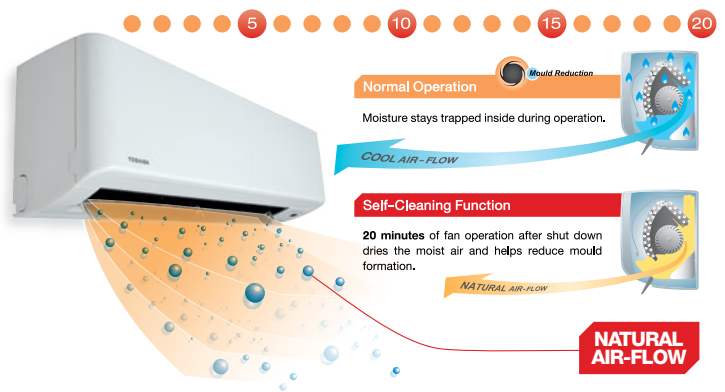 5 10 15 20
Mould Reduction
Normal Operation
Moisture stays trapped inside during operation.
COOL AIR-FLOW
TOSHIBA
Self-Cleaning Function
20 minutes of fan operation after shut down
dries the moist air and helps reduce mould
formation.
NATURAL AIR-FLOW
NATURAL
AIR-FLOW